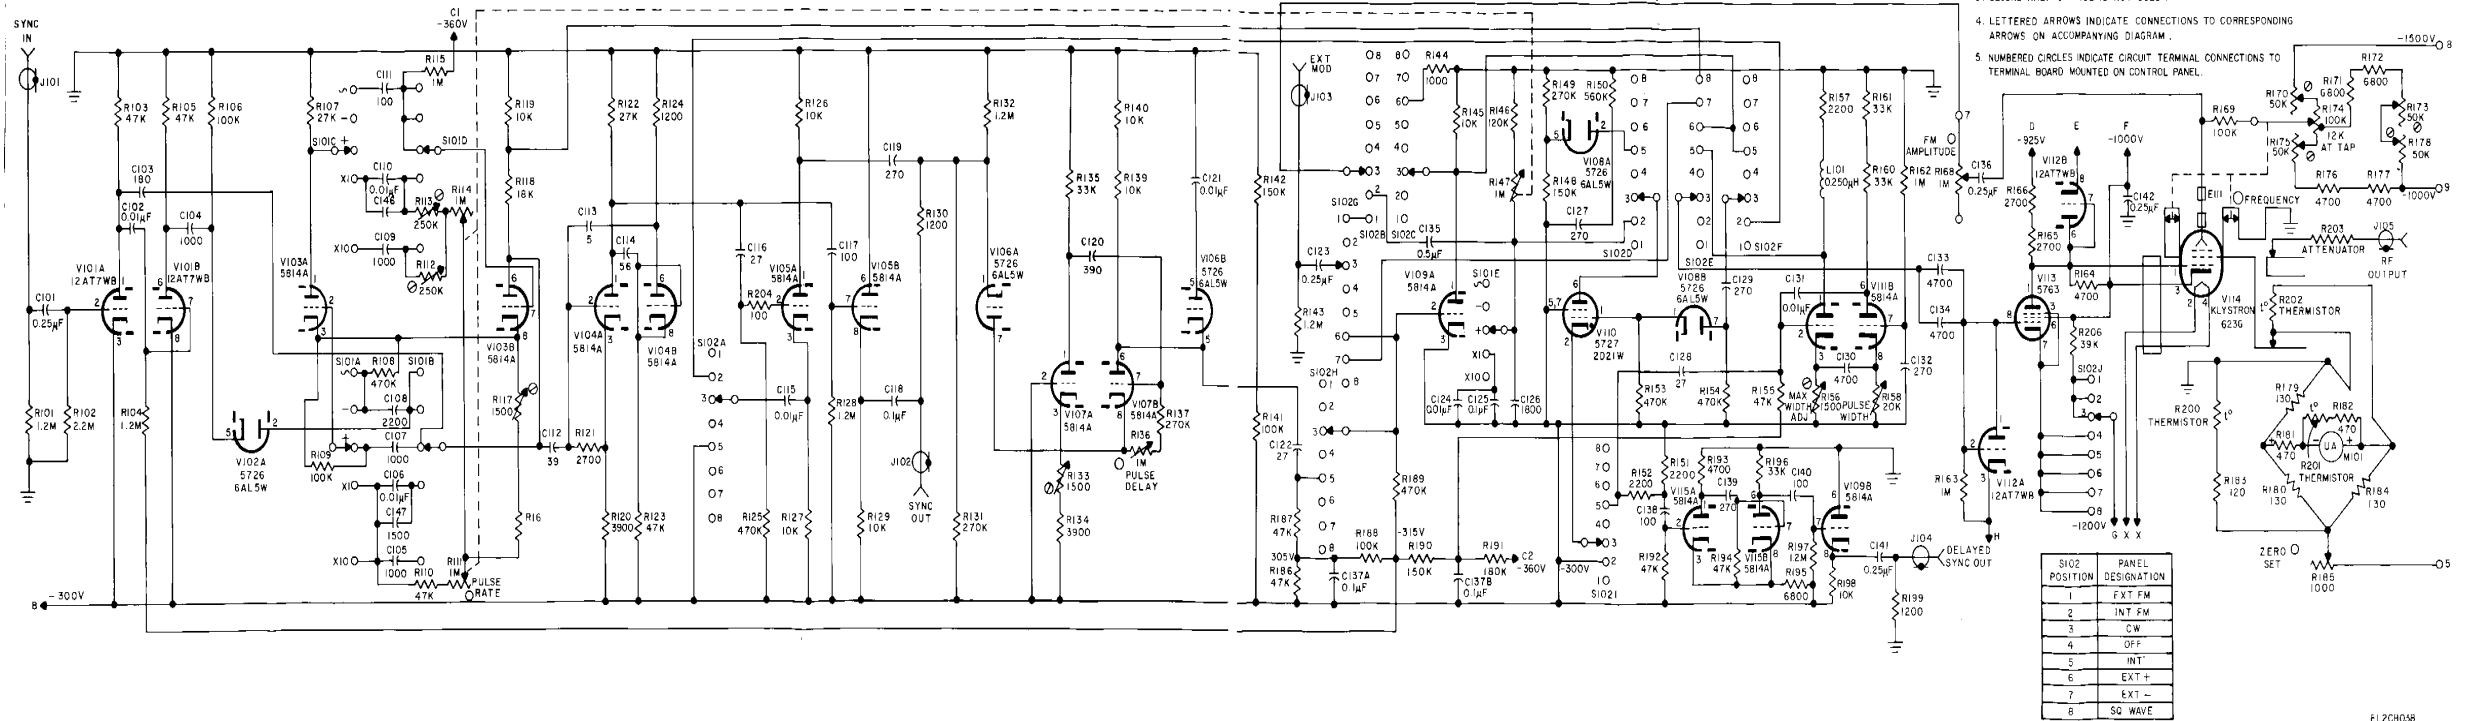 SYNC
IN
J101
C1
-360V
R115
1M
C111
100
R103
47K
R105
47K
R106
100K
R107
27K
S101C
S101D
C103
180
C102
0.01µF
C104
1000
C110
X10
0.01µF
C146
R113
250K
R114
1M
X10
C109
1000
R112
250K
V101A
12AT7WB
V101B
12AT7WB
C101
0.25µF
V103A
5814A
R101
1.2M
R102
2.2M
R104
1.2M
V102A
5726
6AL5W
S101A
R108
470K
S101B
C108
2200
C107
1000
R109
100K
C106
0.01µF
C147
1500
X10
C105
1000
R110
47K
R111
1M
PULSE
RATE
8
-300V
R119
10K
R118
18K
V103B
5814A
R117
1500
R16
C112
39
R121
2700
R122
27K
R124
1200
C113
5
C114
56
V104A
5814A
V104B
5814A
R120
3900
R123
47K
S102A
C116
27
R204
100
R126
10K
C119
270
C117
100
V105A
5814A
V105B
5814A
C115
0.01µF
R125
470K
R127
10K
R128
1.2M
R129
10K
C118
0.1µF
R130
1200
J102
SYNC
OUT
R132
1.2M
V106A
5726
6AL5W
R131
270K
R135
33K
C120
390
R140
10K
R139
10K
C121
0.01µF
V106B
5726
6AL5W
V107A
5814A
V107B
5814A
R137
270K
R136
1M
PULSE
DELAY
R133
1500
R134
3900
R142
150K
R141
100K
EXT
MOD
J103
C123
0.25µF
R143
1.2M
S102G
S102B
S102C
S102H
R144
1000
C135
0.5µF
R145
10K
R146
120K
R147
1M
V109A
5814A
S101E
X10
C124
0.01µF
C125
0.1µF
C126
1800
C122
27
R187
47K
305V
R186
47K
R188
100K
R189
470K
-315V
R190
150K
R191
180K
C2
-360V
C137A
0.1µF
C137B
0.1µF
R149
270K
R150
560K
V108A
5726
6AL5W
R148
150K
C127
270
S102D
V110
5727
2D21W
R153
470K
V108B
5726
6AL5W
C128
27
C129
270
R154
470K
R155
47K
S102E
S102F
-300V
S102I
R157
2200
R161
33K
L101
0.250µH
R160
33K
R162
1M
C131
0.01µF
V111B
5814A
C130
4700
C132
270
MAX
WIDTH
ADJ
R156
1500
PULSE
WIDTH
R158
20K
R152
2200
R151
2200
C138
100
R192
47K
R193
4700
C139
270
V115A
5814A
R194
47K
R196
33K
C140
100
V115B
5814A
R197
12M
R195
6800
V109B
5814A
R198
10K
C141
0.25µF
J104
DELAYED
SYNC OUT
R199
1200
FM
AMPLITUDE
R168
1M
C136
0.25µF
C133
4700
C134
4700
R163
1M
V112A
12AT7WB
H
D
-925V
E
F
-1000V
V112B
12AT7WB
R166
2700
R165
2700
V113
5763
R164
4700
C142
0.25µF
R206
39K
S102J
-1200V
G X X
4. LETTERED ARROWS INDICATE CONNECTIONS TO CORRESPONDING
ARROWS ON ACCOMPANYING DIAGRAM.
5. NUMBERED CIRCLES INDICATE CIRCUIT TERMINAL CONNECTIONS TO
TERMINAL BOARD MOUNTED ON CONTROL PANEL.
-1500V
8
R169
100K
R170
50K
R171
6800
R172
6800
R174
100K
12K
AT TAP
R173
50K
R175
50K
R178
50K
R176
4700
R177
4700
-1000V
9
E111
FREQUENCY
V114
KLYSTRON
623G
R203
ATTENUATOR
J105
RF
OUTPUT
R202
THERMISTOR
R200
THERMISTOR
R179
130
R182
470
R181
470
UA
M101
R201
THERMISTOR
R180
130
R184
130
R183
120
ZERO
SET
R185
1000
5
S102
POSITION
PANEL
DESIGNATION
1 EXT FM
2 INT FM
3 CW
4 OFF
5 INT
6 EXT +
7 EXT -
8 SQ WAVE
EL2CH038